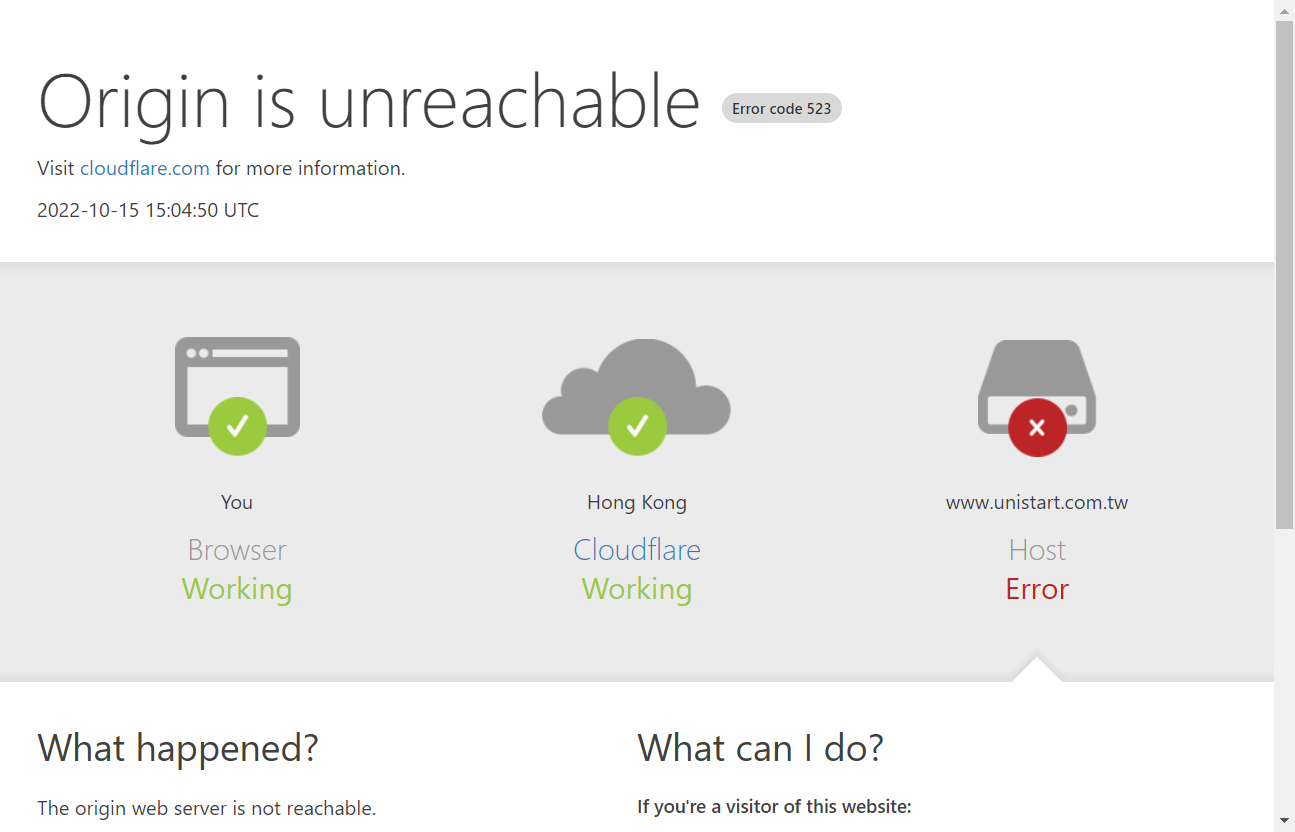 Origin is unreachable Error code 523
Visit cloudflare.com for more information.
2022-10-15 15:04:50 UTC
You
Browser
Working
Hong Kong
Cloudflare
Working
www.unistart.com.tw
Host
Error
What happened?
The origin web server is not reachable.
What can I do?
If you're a visitor of this website: